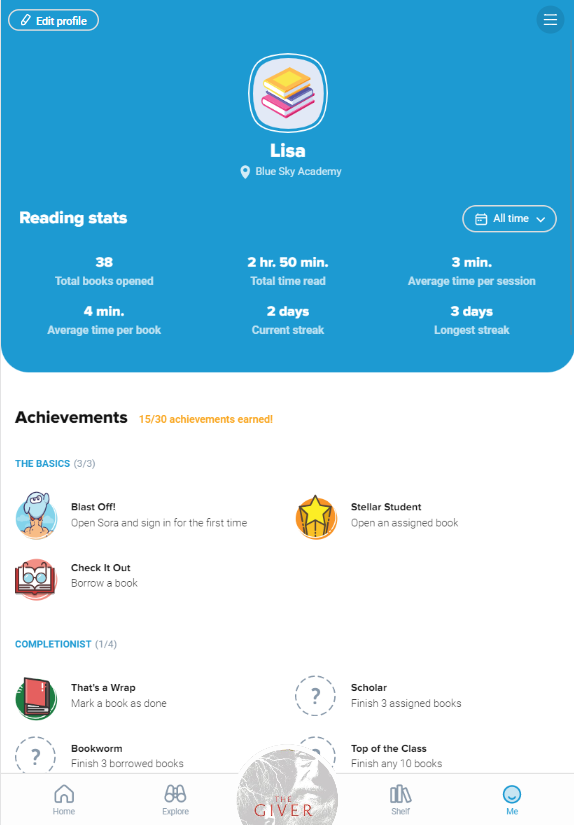 Edit profile
Lisa
Blue Sky Academy
Reading stats
All time
38
Total books opened
2 hr. 50 min.
Total time read
3 min.
Average time per session
4 min.
Average time per book
2 days
Current streak
3 days
Longest streak
Achievements 15/30 achievements earned!
THE BASICS (3/3)
Blast Off!
Open Sora and sign in for the first time
Stellar Student
Open an assigned book
Check It Out
Borrow a book
COMPLETIONIST (1/4)
That's a Wrap
Mark a book as done
?
Scholar
Finish 3 assigned books
?
Bookworm
Finish 3 borrowed books
?
Top of the Class
Finish any 10 books
Home
Explore
THE
GIVER
Shelf
Me